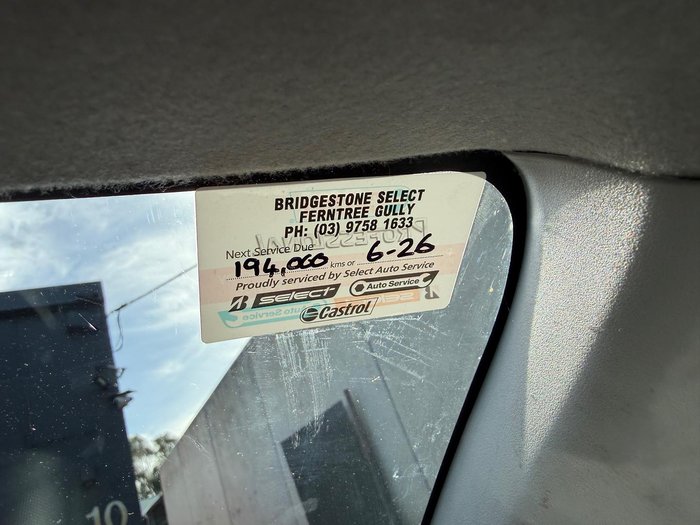 BRIDGESTONE SELECT
FERNTREE GULLY
PH: (03) 9758 1633
Next Service Due
194,000 kms or 6-26
Proudly serviced by Select Auto Service
SELECT Auto Service
Castrol
10